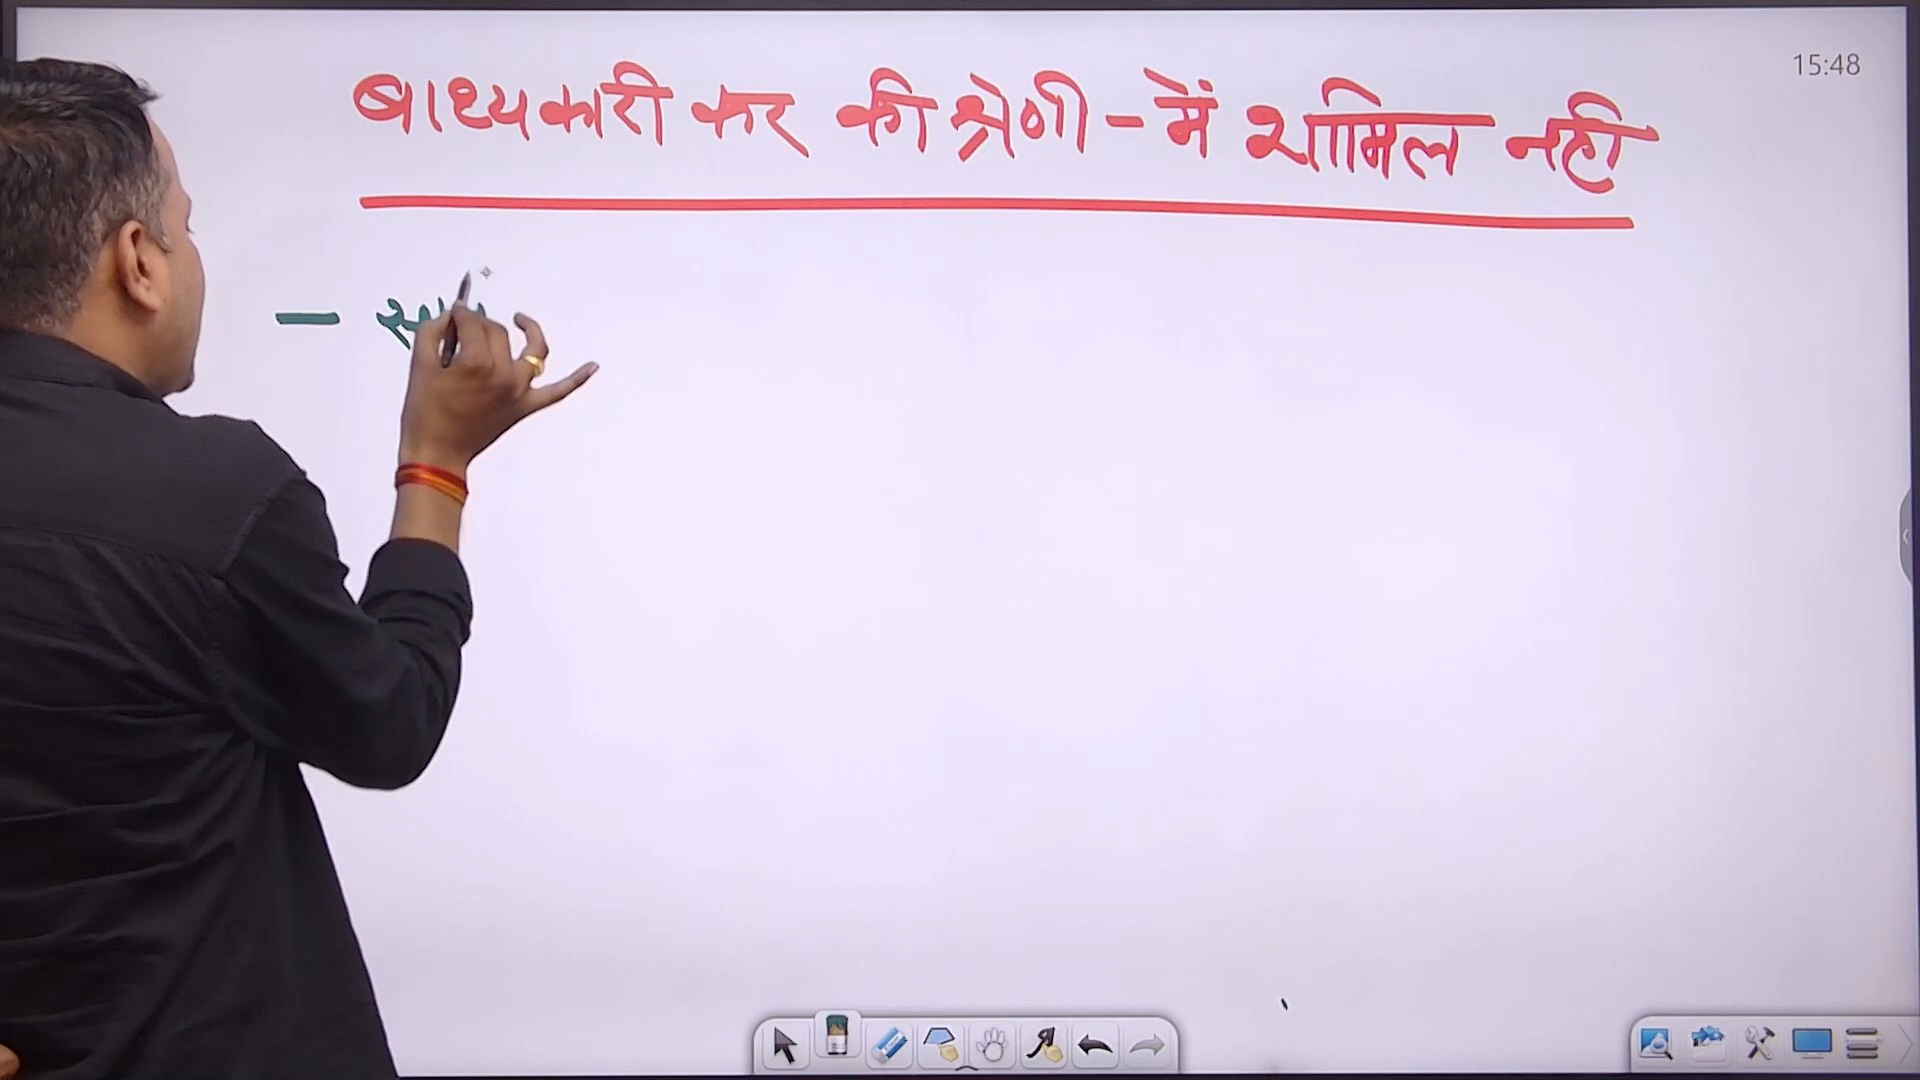 15:48
बाध्यकारी कर की श्रेणी - में शामिल नही
-